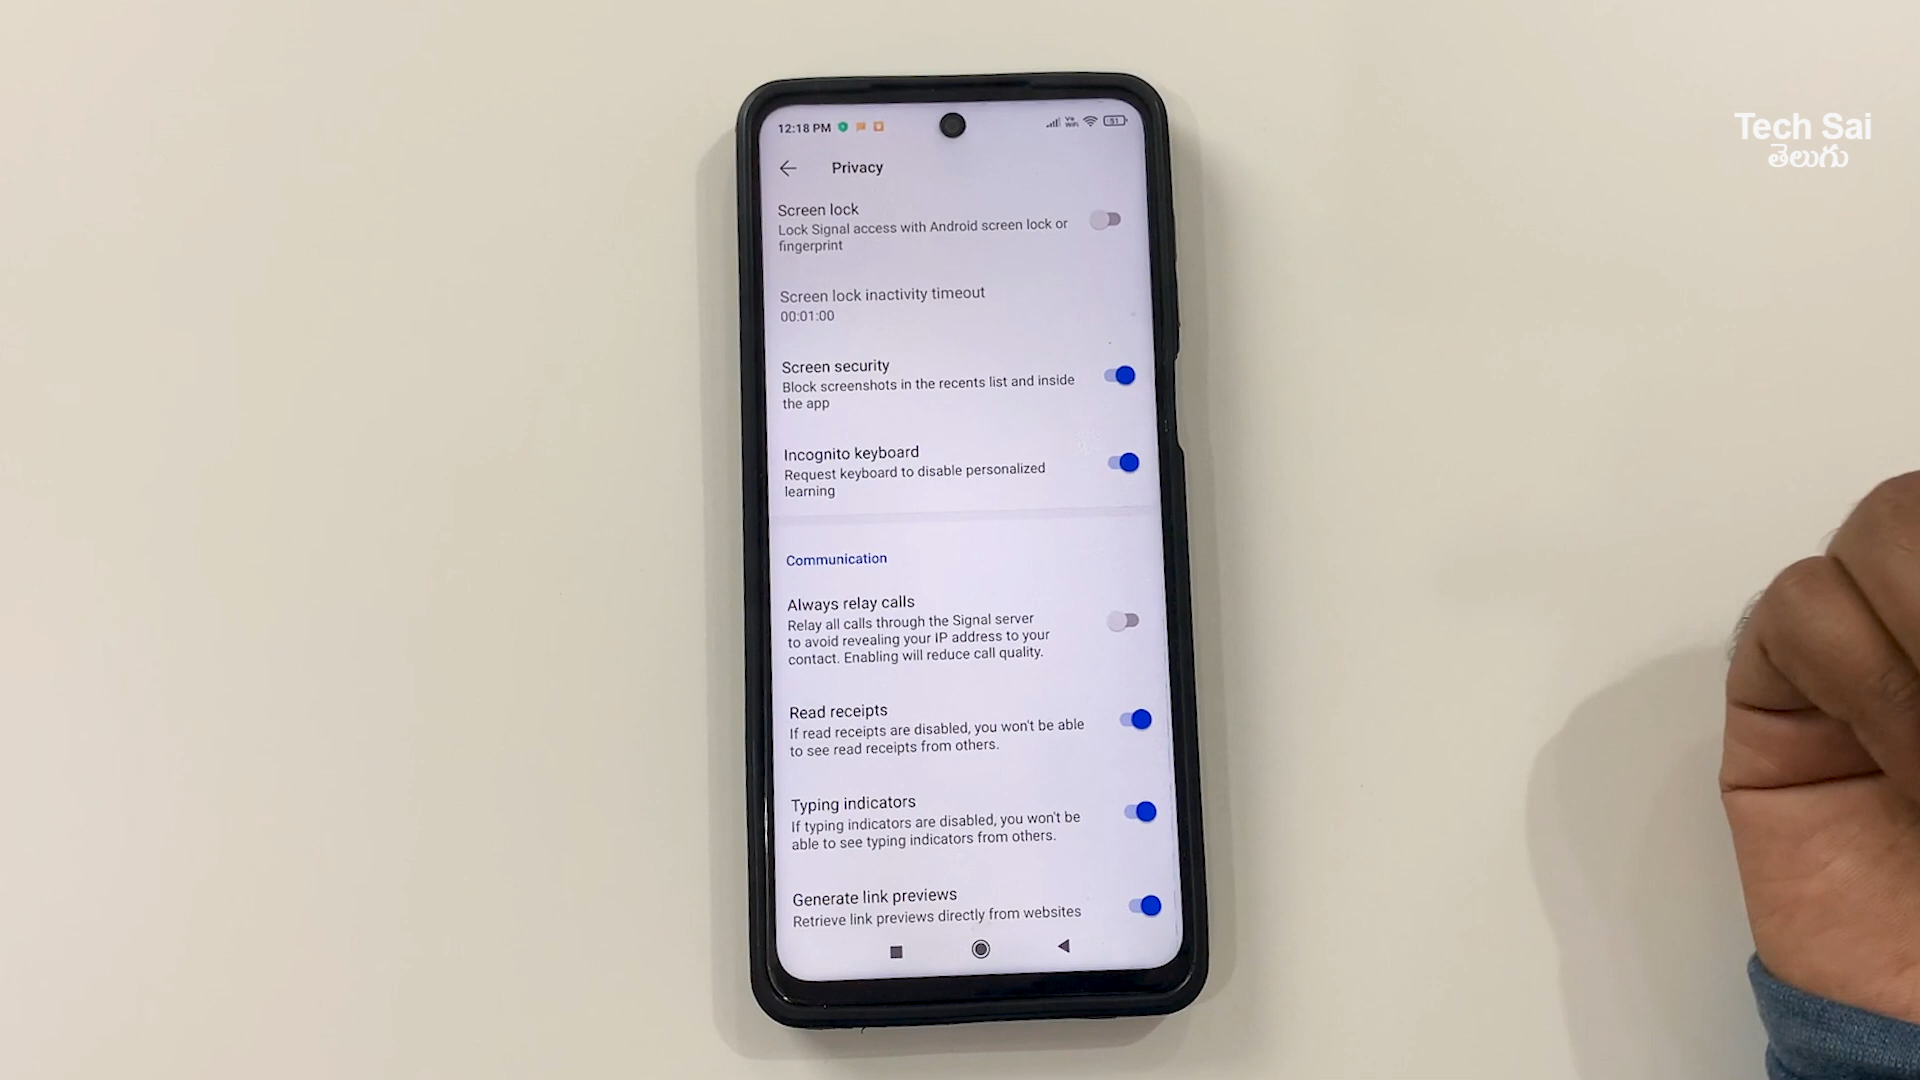 Tech Sai
తెలుగు
12:18 PM
Vo
WiFi
51
Privacy
Screen lock
Lock Signal access with Android screen lock or
fingerprint
Screen lock inactivity timeout
00:01:00
Screen security
Block screenshots in the recents list and inside
the app
Incognito keyboard
Request keyboard to disable personalized
learning
Communication
Always relay calls
Relay all calls through the Signal server
to avoid revealing your IP address to your
contact. Enabling will reduce call quality.
Read receipts
If read receipts are disabled, you won't be able
to see read receipts from others.
Typing indicators
If typing indicators are disabled, you won't be
able to see typing indicators from others.
Generate link previews
Retrieve link previews directly from websites